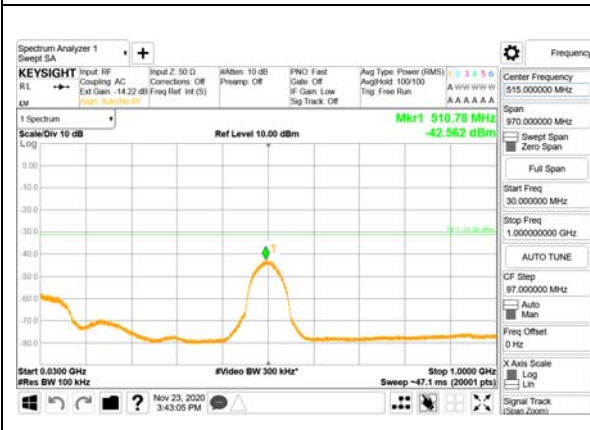 Spectrum Analyzer 1
Swept SA
Frequency
KEYSIGHT
RL
Input: RF
Coupling: AC
Ext Gain: -14.22 dB
Align: Auto/No RF
Input Z: 50 Ω
Corrections: Off
Freq Ref: Int (S)
#Atten: 10 dB
Preamp: Off
PNO: Fast
Gate: Off
IF Gain: Low
Sig Track: Off
Avg Type: Power (RMS)
Avg|Hold: 100/100
Trig: Free Run
1 2 3 4 5 6
A W W W W W
A A A A A A
1 Spectrum
Scale/Div 10 dB
Log
Ref Level 10.00 dBm
Mkr1 510.78 MHz
-42.562 dBm
0.00
-10.0
-20.0
-30.0
-40.0
-50.0
-60.0
-70.0
-80.0
1
Start 0.0300 GHz
#Res BW 100 kHz
#Video BW 300 kHz*
Stop 1.0000 GHz
Sweep ~47.1 ms (20001 pts)
Nov 23, 2020
3:43:05 PM
Center Frequency
515.000000 MHz
Span
970.000000 MHz
Swept Span
Zero Span
Full Span
Start Freq
30.000000 MHz
Stop Freq
1.000000000 GHz
AUTO TUNE
CF Step
97.000000 MHz
Auto
Man
Freq Offset
0 Hz
X Axis Scale
Log
Lin
Signal Track
(Span Zoom)